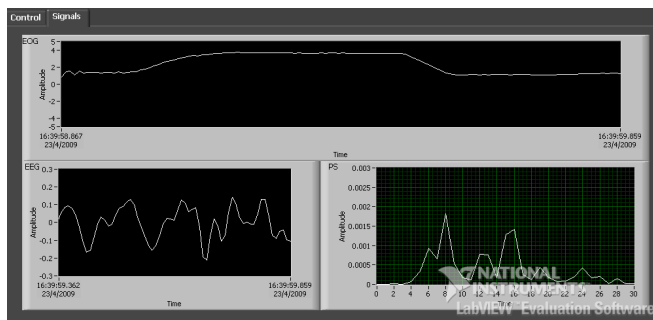 Control Signals
EOG
5
4
2
0
-2
-4
-5
Amplitude
16:39:58.867
23/4/2009
16:39:59.859
23/4/2009
Time
EEG
0.3
0.2
0.1
0
-0.1
-0.2
-0.3
Amplitude
16:39:59.362
23/4/2009
16:39:59.859
23/4/2009
Time
PS
0.003
0.0025
0.002
0.0015
0.001
0.0005
0
Amplitude
0 2 4 6 8 10 12 14 16 18 20 22 24 26 28 30
Time
NATIONAL
INSTRUMENTS
LabVIEW™ Evaluation Software